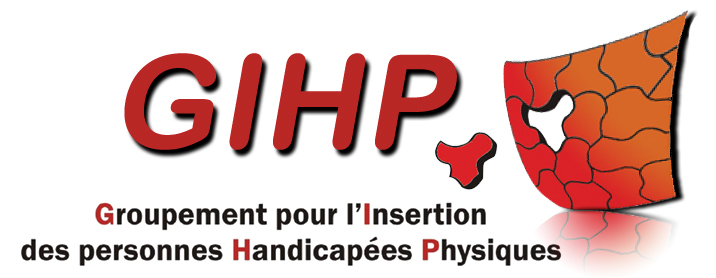 GIHP
Groupement pour l'Insertion
des personnes Handicapées Physiques